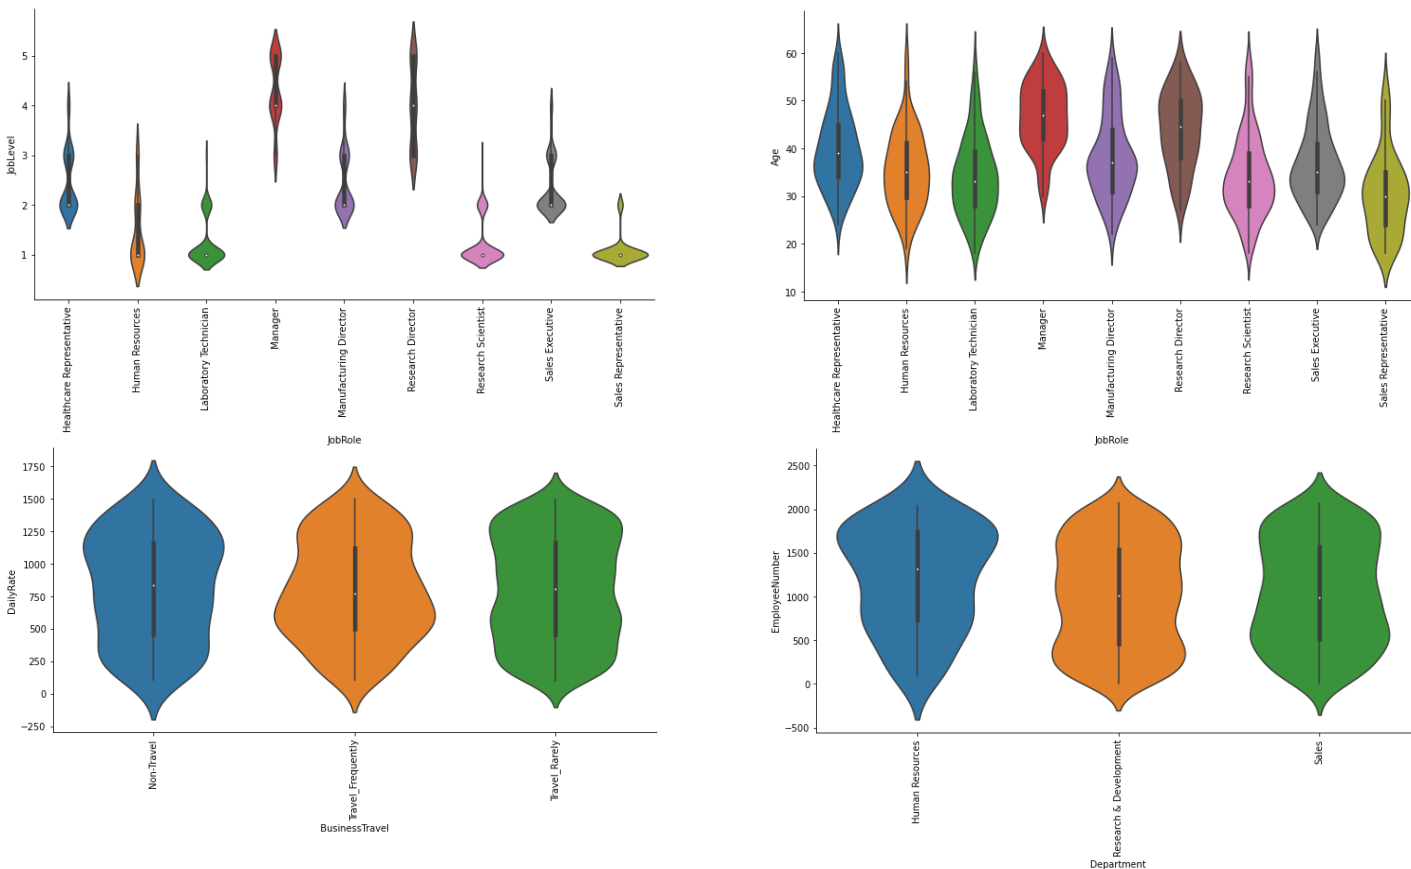 JobLevel
5
4
3
2
1
Healthcare Representative
Human Resources
Laboratory Technician
Manager
Manufacturing Director
Research Director
Research Scientist
Sales Executive
Sales Representative
JobRole
Age
60
50
40
30
20
10
Healthcare Representative
Human Resources
Laboratory Technician
Manager
Manufacturing Director
Research Director
Research Scientist
Sales Executive
Sales Representative
JobRole
DailyRate
1750
1500
1250
1000
750
500
250
0
−250
Non-Travel
Travel_Frequently
Travel_Rarely
BusinessTravel
EmployeeNumber
2500
2000
1500
1000
500
0
−500
Human Resources
Research & Development
Sales
Department